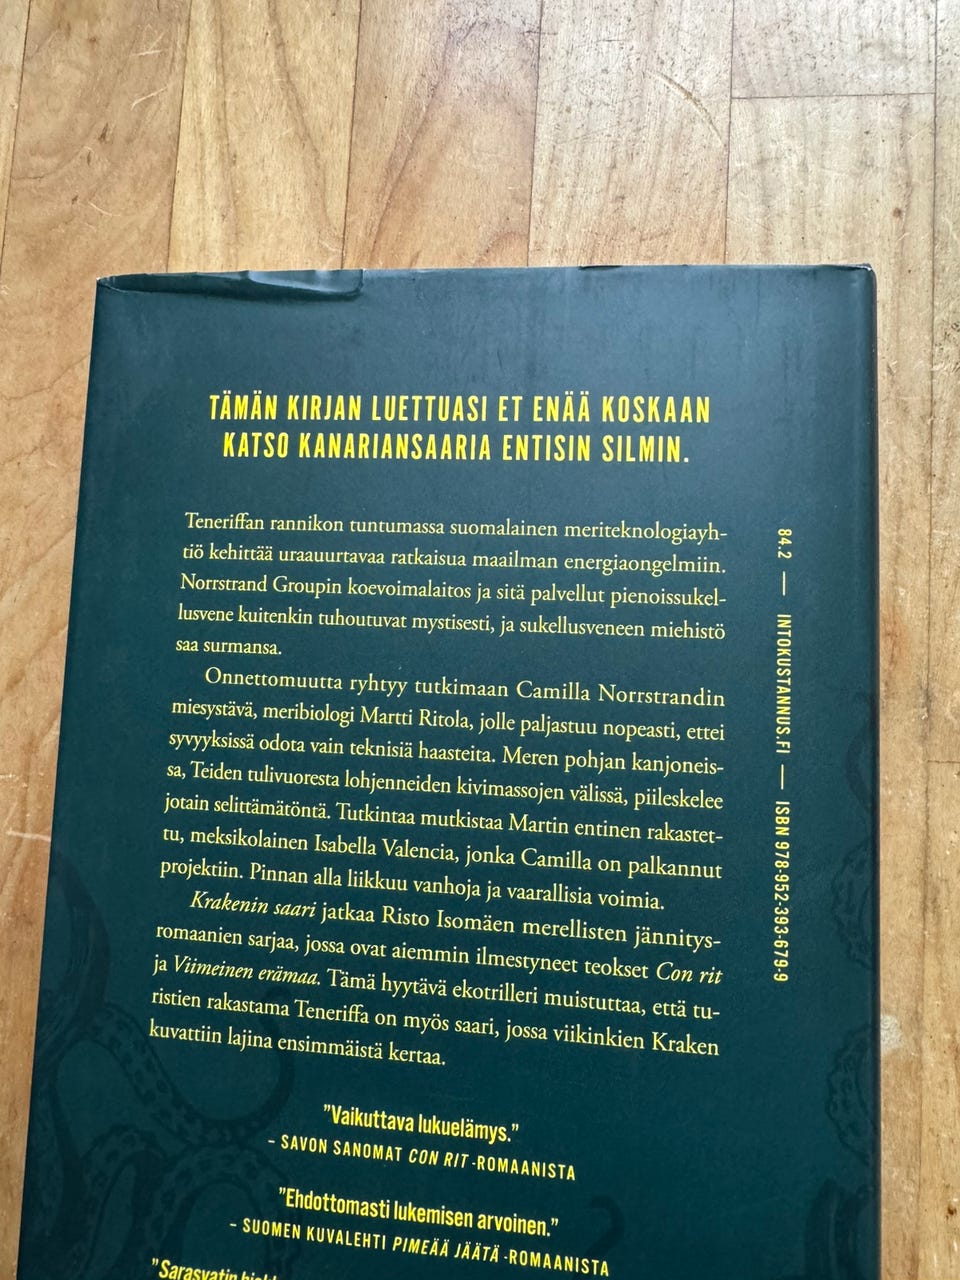 TÄMÄN KIRJAN LUETTUASI ET ENÄÄ KOSKAAN
KATSO KANARIANSAARIA ENTISIN SILMIN.
Teneriffan rannikon tuntumassa suomalainen meriteknologiayh-
tiö kehittää uraauurtavaa ratkaisua maailman energiaongelmiin.
Norrstrand Groupin koevoimalaitos ja sitä palvellut pienoissukel-
lusvene kuitenkin tuhoutuvat mystisesti, ja sukellusveneen miehistö
saa surmansa.
Onnettomuutta ryhtyy tutkimaan Camilla Norrstrandin
miesystävä, meribiologi Martti Ritola, jolle paljastuu nopeasti, ettei
syvyyksissä odota vain teknisiä haasteita. Meren pohjan kanjoneis-
sa, Teiden tulivuoresta lohjenneiden kivimassojen välissä, piileskelee
jotain selittämätöntä. Tutkintaa mutkistaa Martin entinen rakastet-
tu, meksikolainen Isabella Valencia, jonka Camilla on palkannut
projektiin. Pinnan alla liikkuu vanhoja ja vaarallisia voimia.
Krakenin saari jatkaa Risto Isomäen merellisten jännitys-
romaanien sarjaa, jossa ovat aiemmin ilmestyneet teokset Con rit
ja Viimeinen erämaa. Tämä hyytävä ekotrilleri muistuttaa, että tu-
ristien rakastama Teneriffa on myös saari, jossa viikinkien Kraken
kuvattiin lajina ensimmäistä kertaa.
"Vaikuttava lukuelämys."
– SAVON SANOMAT CON RIT -ROMAANISTA
"Ehdottomasti lukemisen arvoinen."
– SUOMEN KUVALEHTI PIMEÄÄ JÄÄTÄ -ROMAANISTA
"Sarasvatin
84.2 — INTOKUSTANNUS.FI — ISBN 978-952-393-679-9